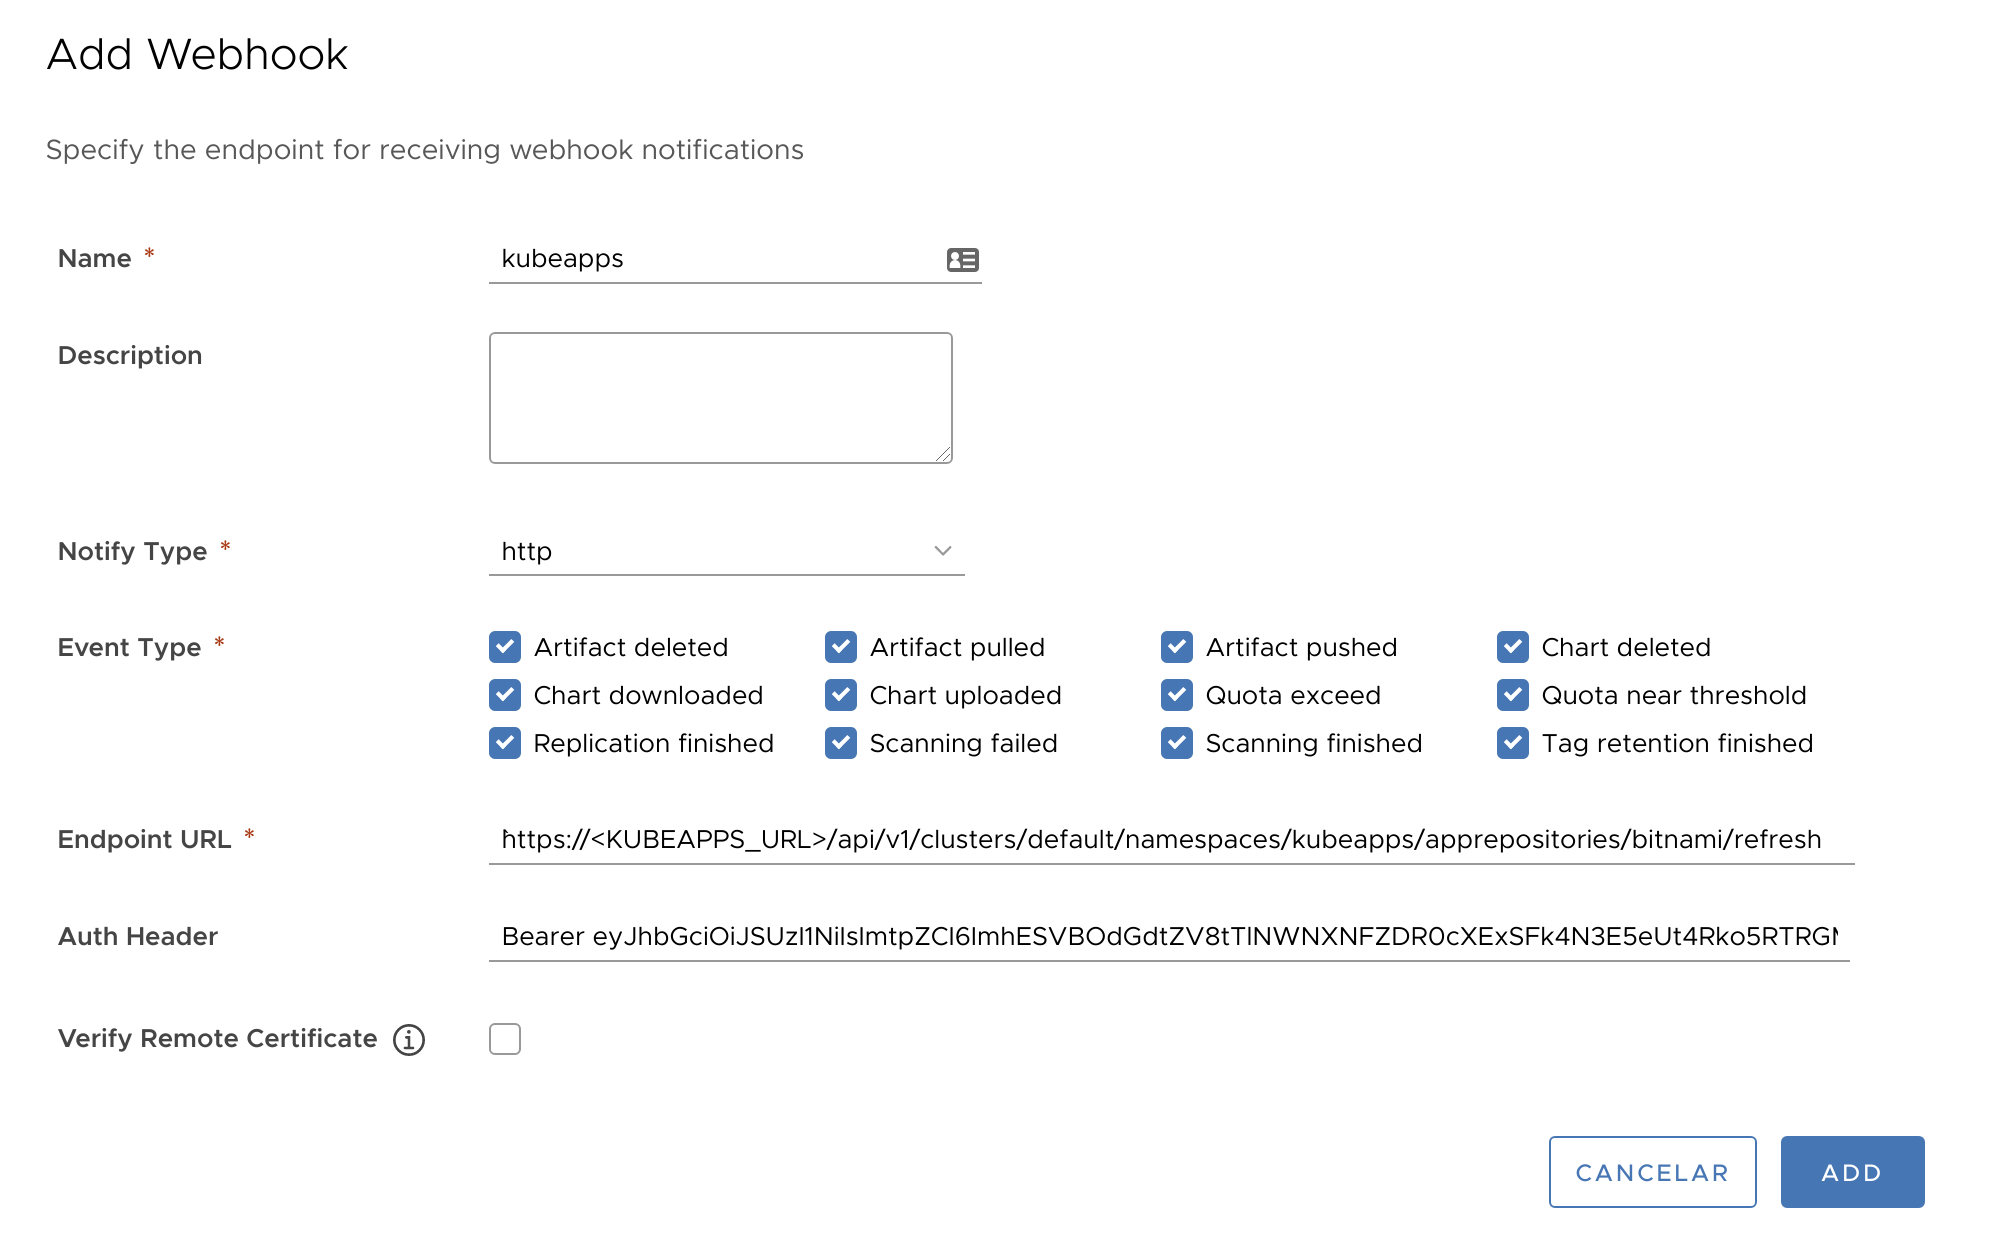 Add Webhook
Specify the endpoint for receiving webhook notifications
Name *
kubeapps
Description
Notify Type *
http
Event Type *
Artifact deleted Artifact pulled Artifact pushed Chart deleted
Chart downloaded Chart uploaded Quota exceed Quota near threshold
Replication finished Scanning failed Scanning finished Tag retention finished
Endpoint URL *
https://<KUBEAPPS_URL>/api/v1/clusters/default/namespaces/kubeapps/apprepositories/bitnami/refresh
Auth Header
Bearer eyJhbGciOiJSUzI1NiIsImtpZCI6ImhESVBOdGdtZV8tTlNWNXNFZDR0cXExSFk4N3E5eUt4Rko5RTRG
Verify Remote Certificate
CANCELAR
ADD